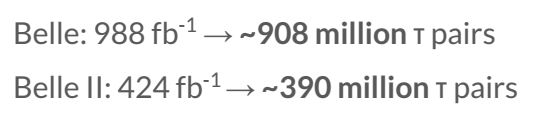 Belle: 988 fb⁻¹ → ~908 million τ pairs
Belle II: 424 fb⁻¹ → ~390 million τ pairs